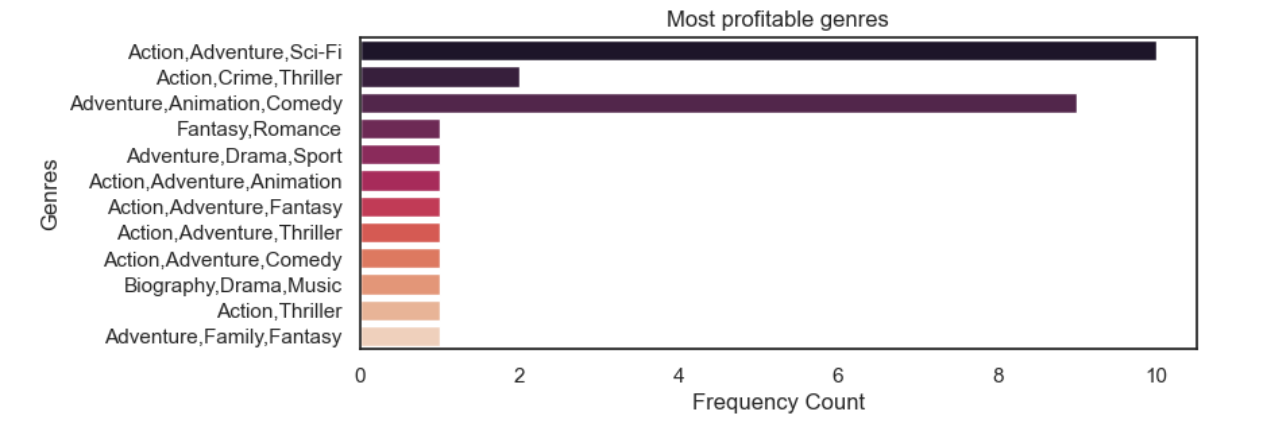 Most profitable genres
Action,Adventure,Sci-Fi
Action,Crime,Thriller
Adventure,Animation,Comedy
Fantasy,Romance
Adventure,Drama,Sport
Action,Adventure,Animation
Action,Adventure,Fantasy
Action,Adventure,Thriller
Action,Adventure,Comedy
Biography,Drama,Music
Action,Thriller
Adventure,Family,Fantasy
Genres
0 2 4 6 8 10
Frequency Count